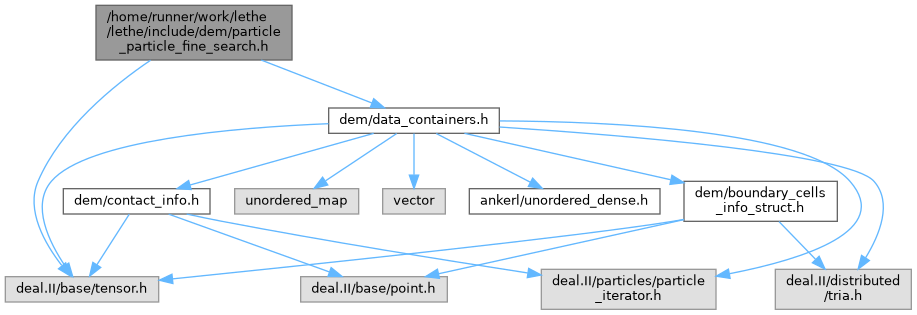 /home/runner/work/lethe
/lethe/include/dem/particle
_particle_fine_search.h
dem/data_containers.h
dem/contact_info.h
unordered_map
vector
ankerl/unordered_dense.h
dem/boundary_cells
_info_struct.h
deal.II/base/tensor.h
deal.II/base/point.h
deal.II/particles/particle
_iterator.h
deal.II/distributed
/tria.h